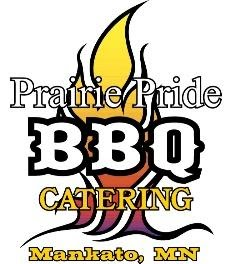 Prairie Pride
BBQ
CATERING
Mankato, MN